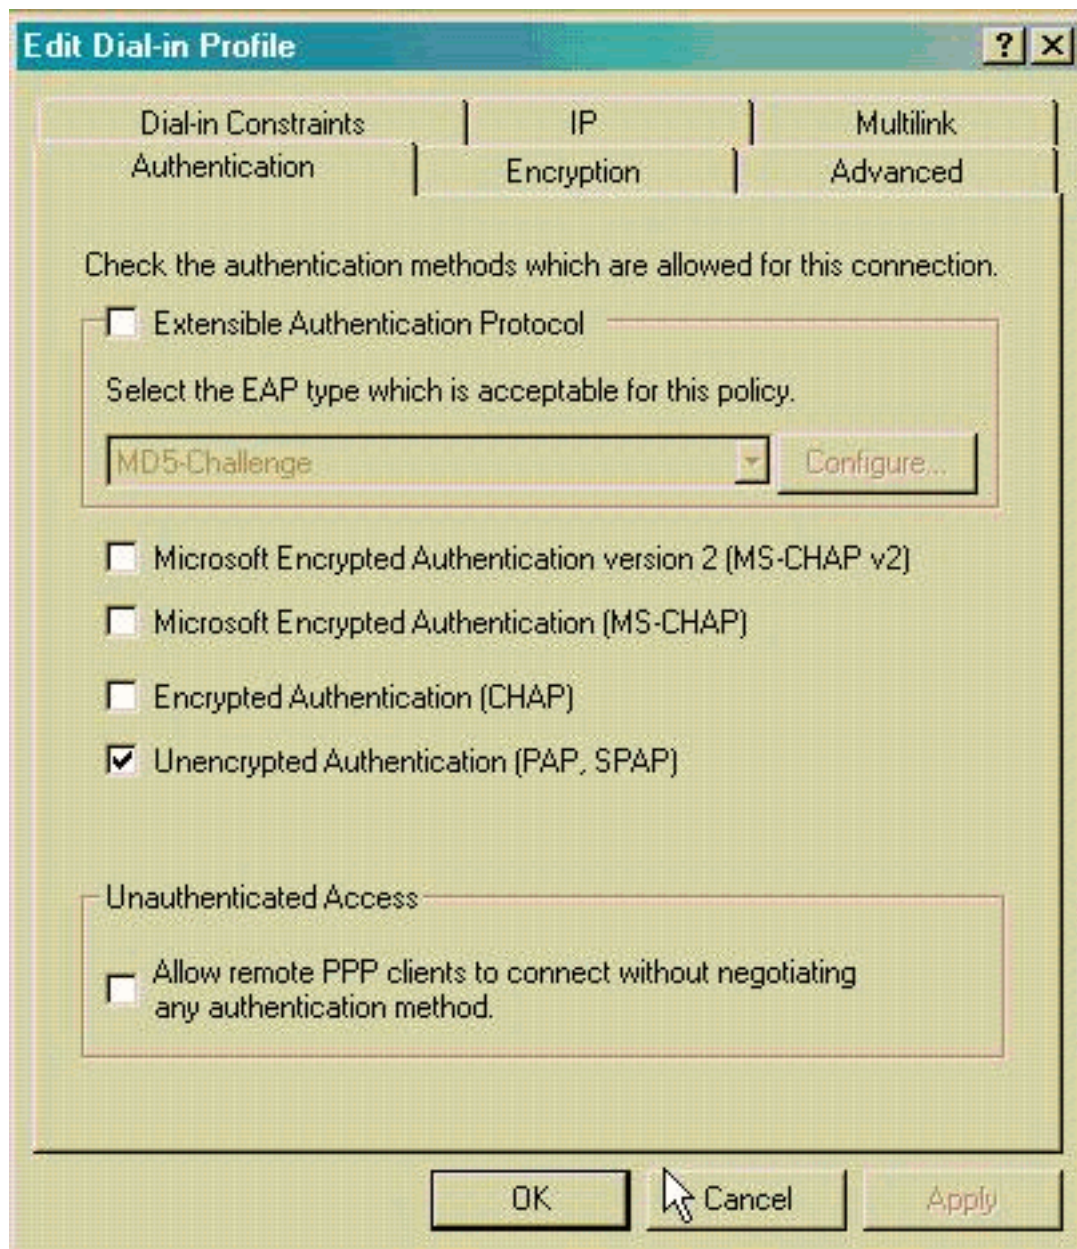 Edit Dial-in Profile
Dial-in Constraints
IP
Multilink
Authentication
Encryption
Advanced
Check the authentication methods which are allowed for this connection.
Extensible Authentication Protocol
Select the EAP type which is acceptable for this policy.
MD5-Challenge
Configure...
Microsoft Encrypted Authentication version 2 (MS-CHAP v2)
Microsoft Encrypted Authentication (MS-CHAP)
Encrypted Authentication (CHAP)
Unencrypted Authentication (PAP, SPAP)
Unauthenticated Access
Allow remote PPP clients to connect without negotiating
any authentication method.
OK
Cancel
Apply